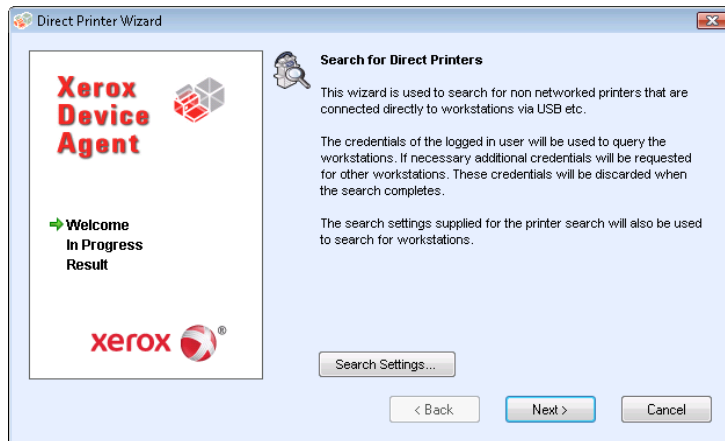 Direct Printer Wizard
Xerox
Device
Agent
Welcome
In Progress
Result
xerox ®
Search for Direct Printers
This wizard is used to search for non networked printers that are
connected directly to workstations via USB etc.
The credentials of the logged in user will be used to query the
workstations. If necessary additional credentials will be requested
for other workstations. These credentials will be discarded when
the search completes.
The search settings supplied for the printer search will also be used
to search for workstations.
Search Settings...
< Back
Next >
Cancel